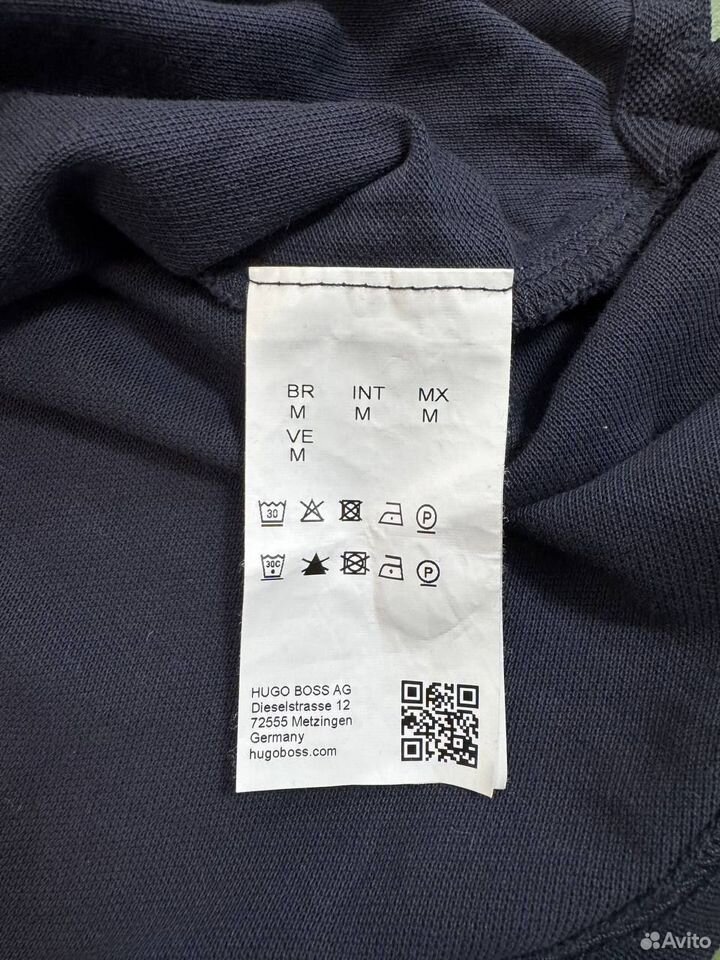 BR INT MX
M M M
VE
M
30 P
30C P
HUGO BOSS AG
Dieselstrasse 12
72555 Metzingen
Germany
hugoboss.com
Avito